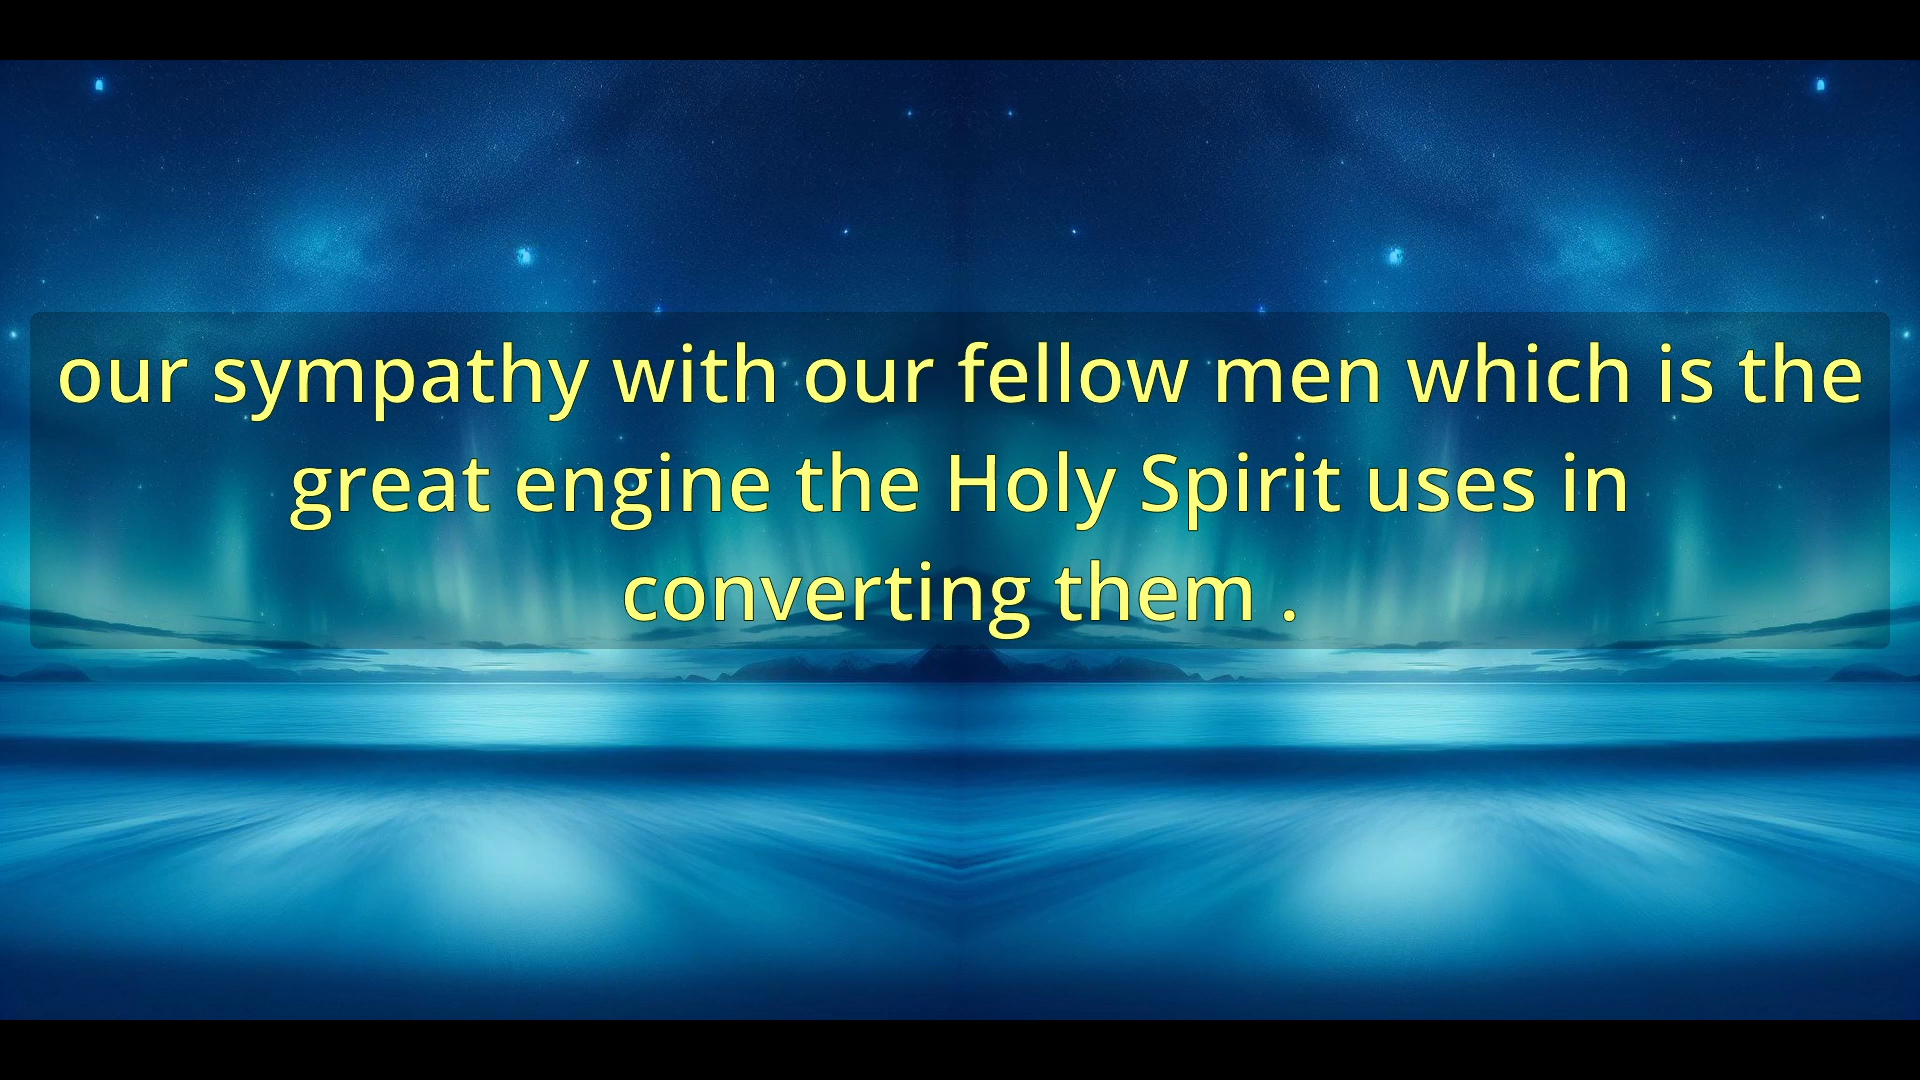 our sympathy with our fellow men which is the
great engine the Holy Spirit uses in
converting them .